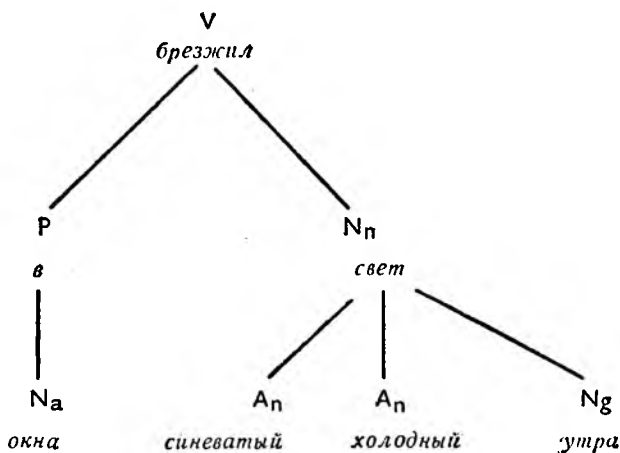 V
брезжил
P Nn
в свет
Na An An Ng
окна синеватый холодный утра